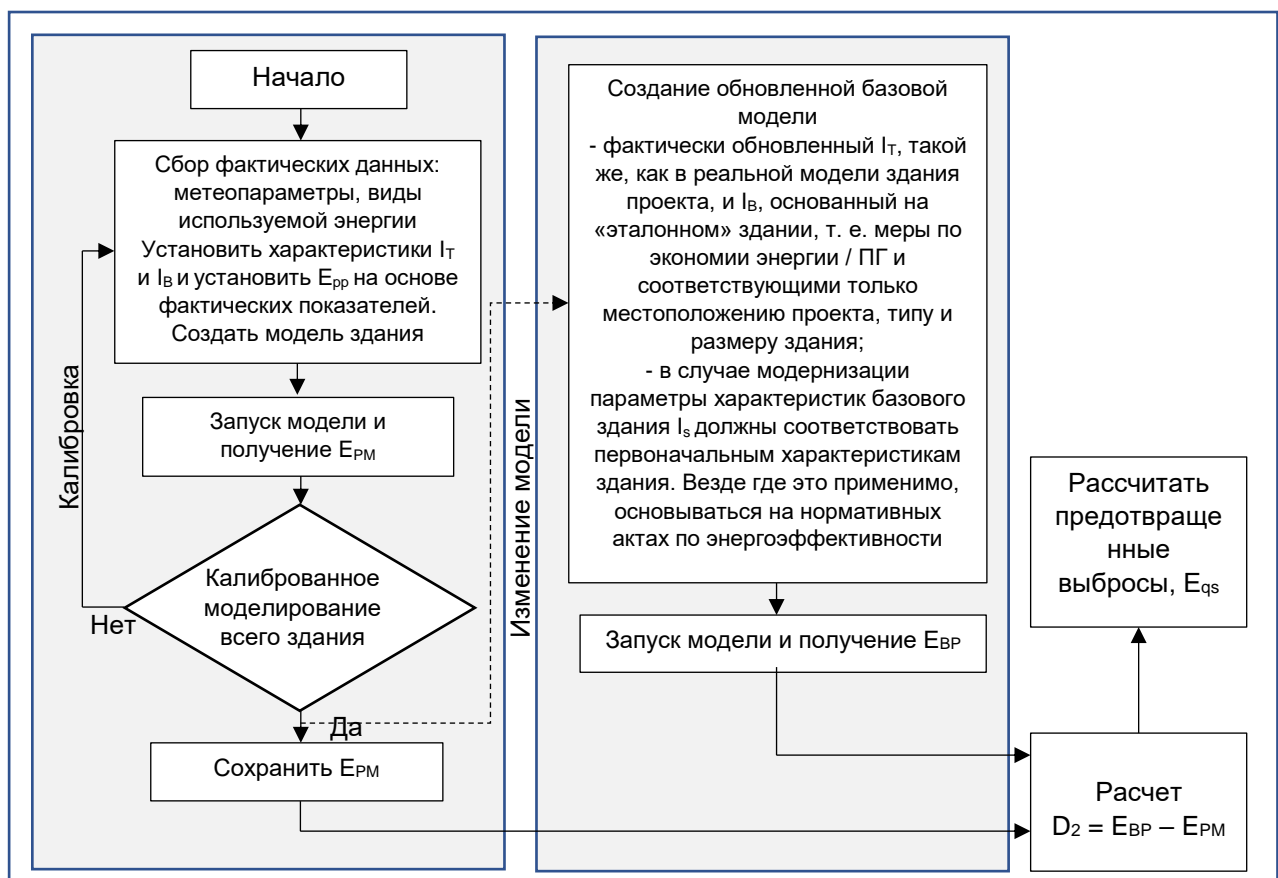 Начало
Сбор фактических данных:
метеопараметры, виды
используемой энергии
Установить характеристики Iт
и Iв и установить Epp на основе
фактических показателей.
Создать модель здания
Запуск модели и
получение EPM
Калибровка
Калиброванное
моделирование
всего здания
Нет
Да
Сохранить EPM
Изменение модели
Создание обновленной базовой
модели
- фактически обновленный Iт, такой
же, как в реальной модели здания
проекта, и Iв, основанный на
«эталонном» здании, т. е. меры по
экономии энергии / ПГ и
соответствующими только
местоположению проекта, типу и
размеру здания;
- в случае модернизации
параметры характеристик базового
здания Is должны соответствовать
первоначальным характеристикам
здания. Везде где это применимо,
основываться на нормативных
актах по энергоэффективности
Запуск модели и получение EBP
Рассчитать
предотвраще
нные
выбросы, Eqs
Расчет
D2 = EBP – EPM